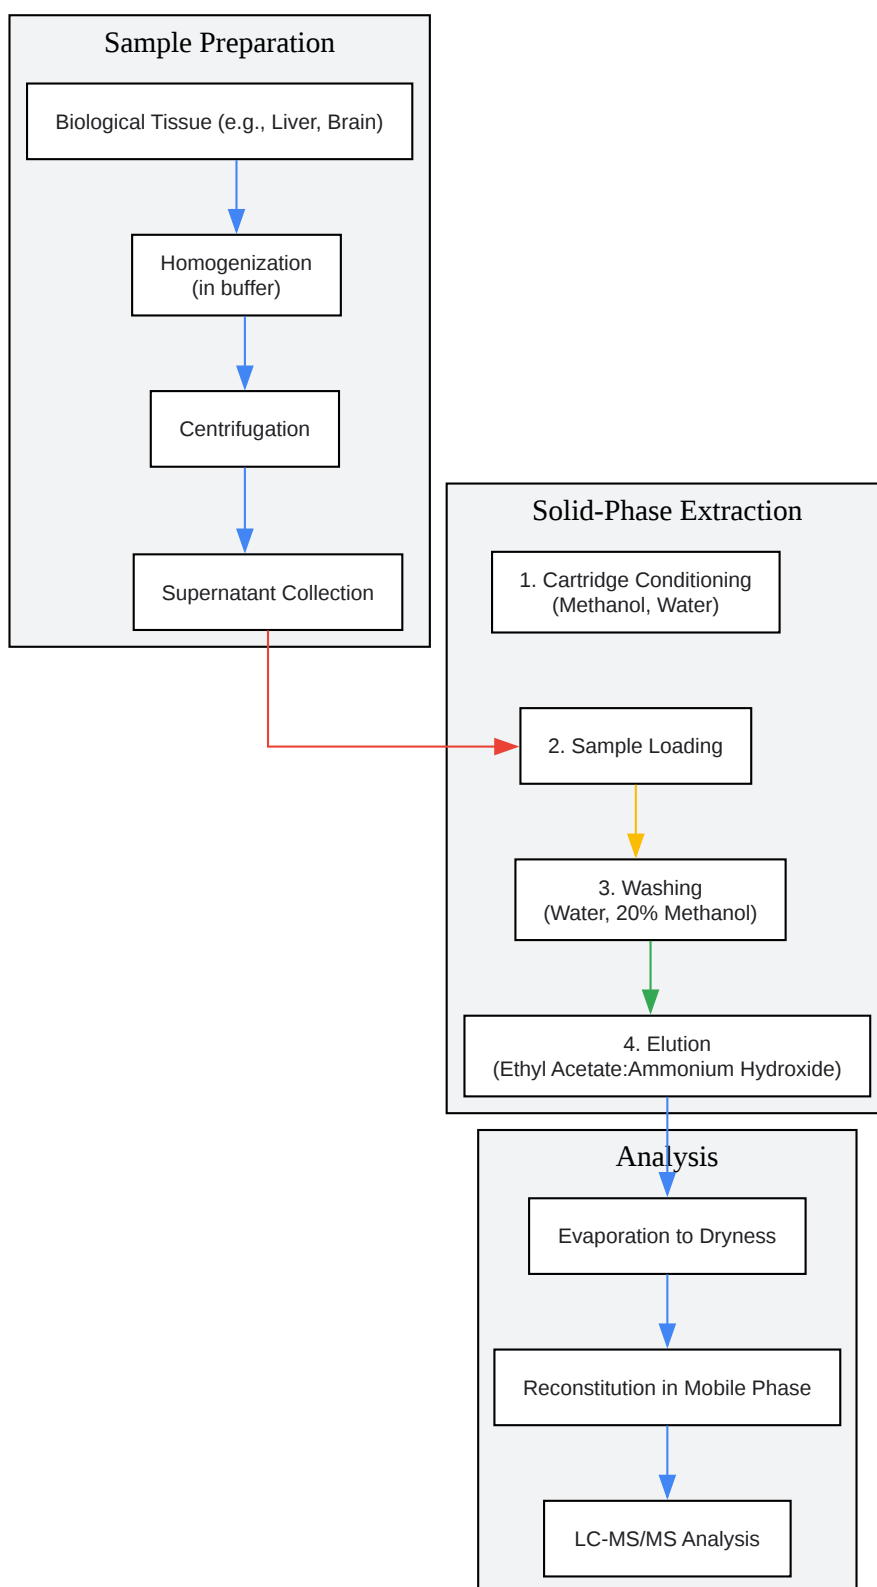 Sample Preparation
Biological Tissue (e.g., Liver, Brain)
Homogenization
(in buffer)
Centrifugation
Supernatant Collection
Solid-Phase Extraction
1. Cartridge Conditioning
(Methanol, Water)
2. Sample Loading
3. Washing
(Water, 20% Methanol)
4. Elution
(Ethyl Acetate:Ammonium Hydroxide)
Analysis
Evaporation to Dryness
Reconstitution in Mobile Phase
LC-MS/MS Analysis